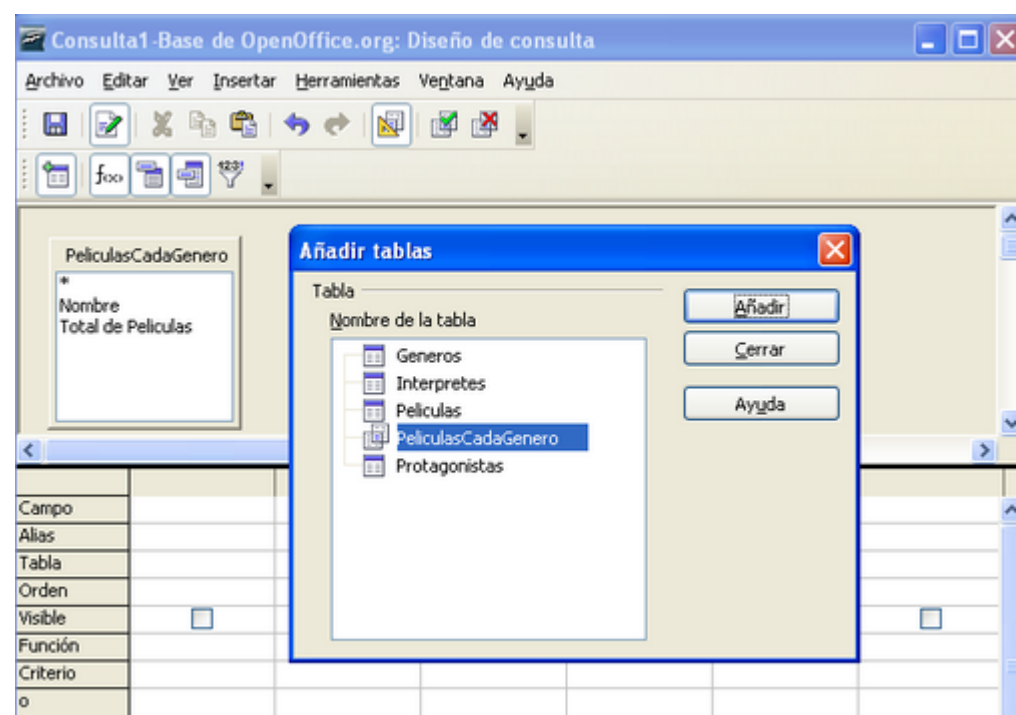 Consulta1-Base de OpenOffice.org: Diseño de consulta
Archivo Editar Ver Insertar Herramientas Ventana Ayuda
f(x) 123!
PeliculasCadaGenero
*
Nombre
Total de Peliculas
Añadir tablas
Tabla
Nombre de la tabla
Generos
Interpretes
Peliculas
PeliculasCadaGenero
Protagonistas
Añadir
Cerrar
Ayuda
Campo
Alias
Tabla
Orden
Visible
Función
Criterio
o